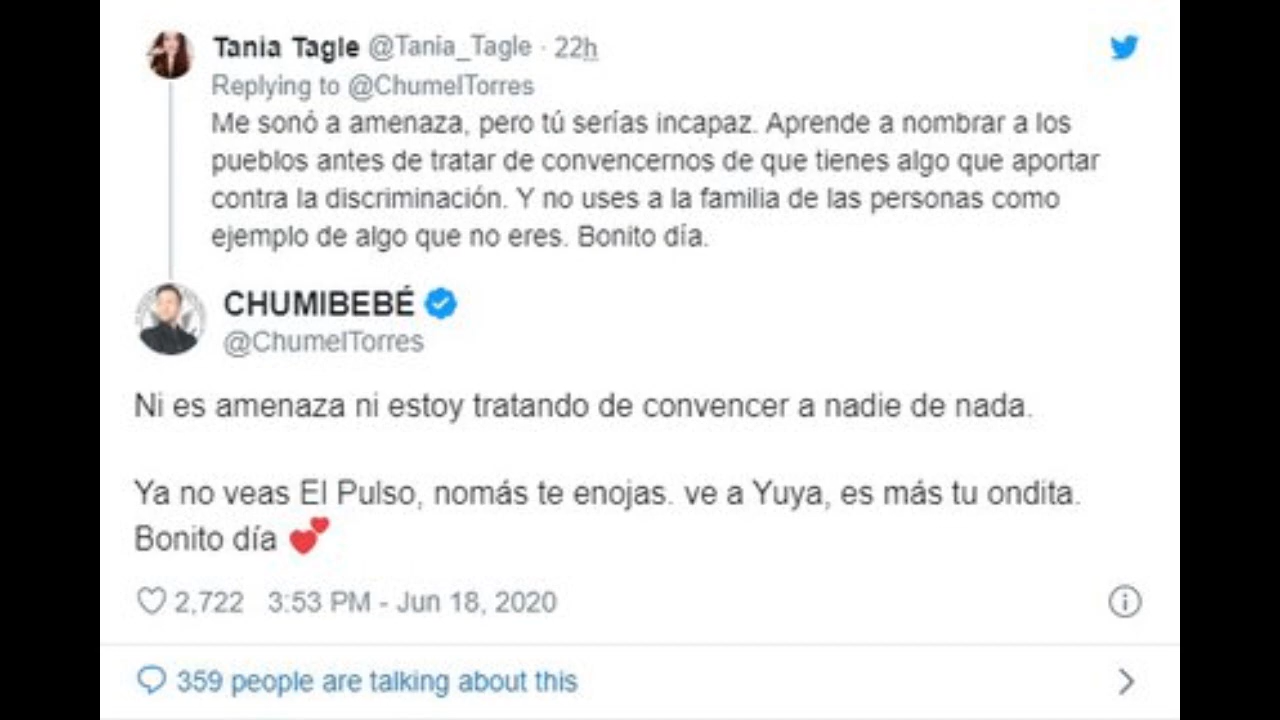 Tania Tagle @Tania_Tagle · 22h
Replying to @ChumelTorres
Me sonó a amenaza, pero tú serías incapaz. Aprende a nombrar a los
pueblos antes de tratar de convencernos de que tienes algo que aportar
contra la discriminación. Y no uses a la familia de las personas como
ejemplo de algo que no eres. Bonito día.
CHUMIBEBÉ
@ChumelTorres
Ni es amenaza ni estoy tratando de convencer a nadie de nada.
Ya no veas El Pulso, nomás te enojas. ve a Yuya, es más tu ondita.
Bonito día 💕
2,722 3:53 PM - Jun 18, 2020
359 people are talking about this